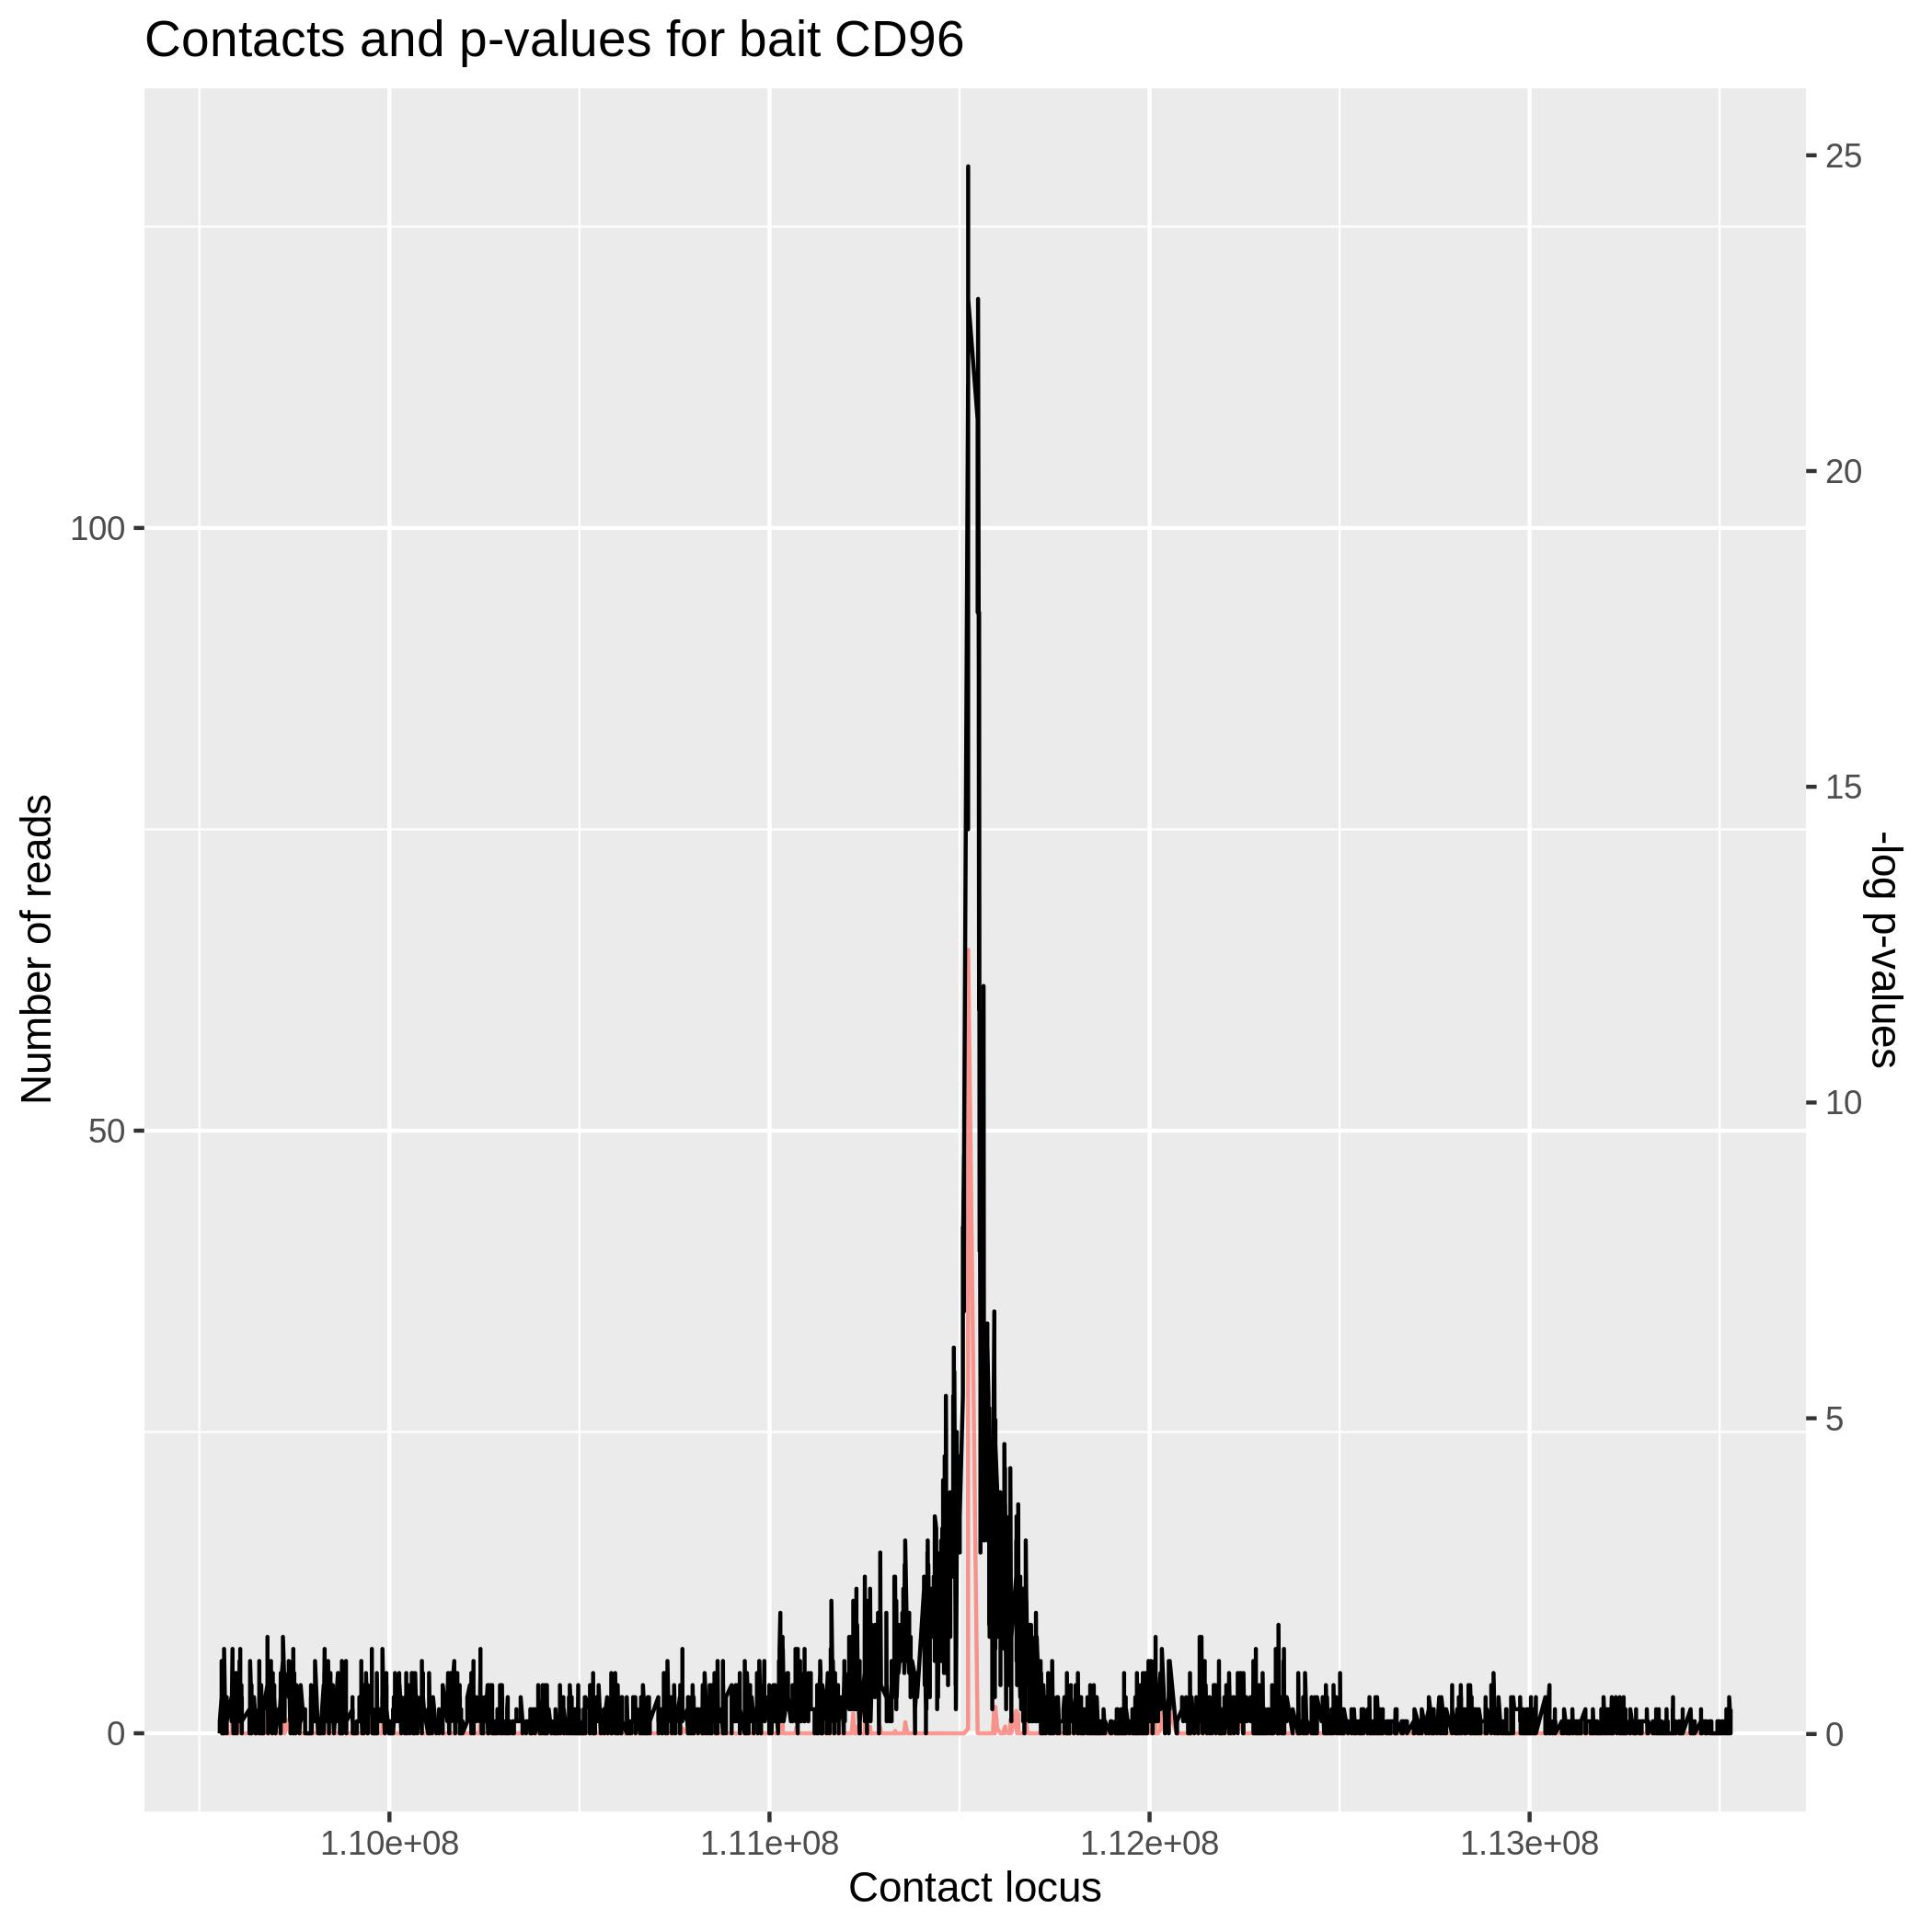 Contacts and p-values for bait CD96
25
20
100
15
Number of reads
-log p-values
10
50
5
0
0
1.10e+08
1.11e+08
1.12e+08
1.13e+08
Contact locus